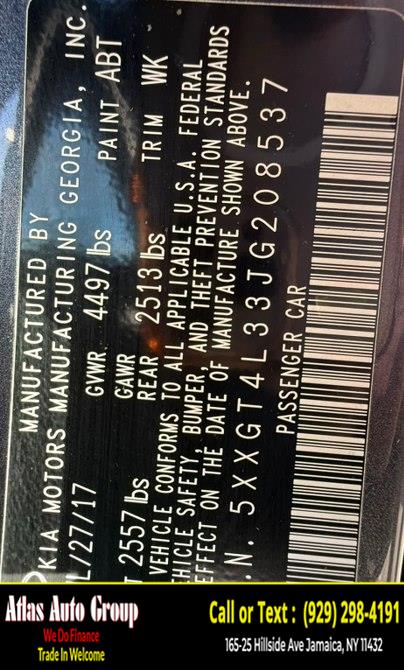 MANUFACTURED BY
KIA MOTORS MANUFACTURING GEORGIA, INC.
/27/17 GVWR 4497 lbs PAINT ABT
GAWR
2557 lbs REAR 2513 lbs TRIM WK
VEHICLE CONFORMS TO ALL APPLICABLE U.S.A. FEDERAL
VEHICLE SAFETY, BUMPER, AND THEFT PREVENTION STANDARDS
EFFECT ON THE DATE OF MANUFACTURE SHOWN ABOVE.
.N. 5XXGT4L33JG208537
PASSENGER CAR
Atlas Auto Group
We Do Finance
Trade In Welcome
Call or Text : (929) 298-4191
165-25 Hillside Ave Jamaica, NY 11432